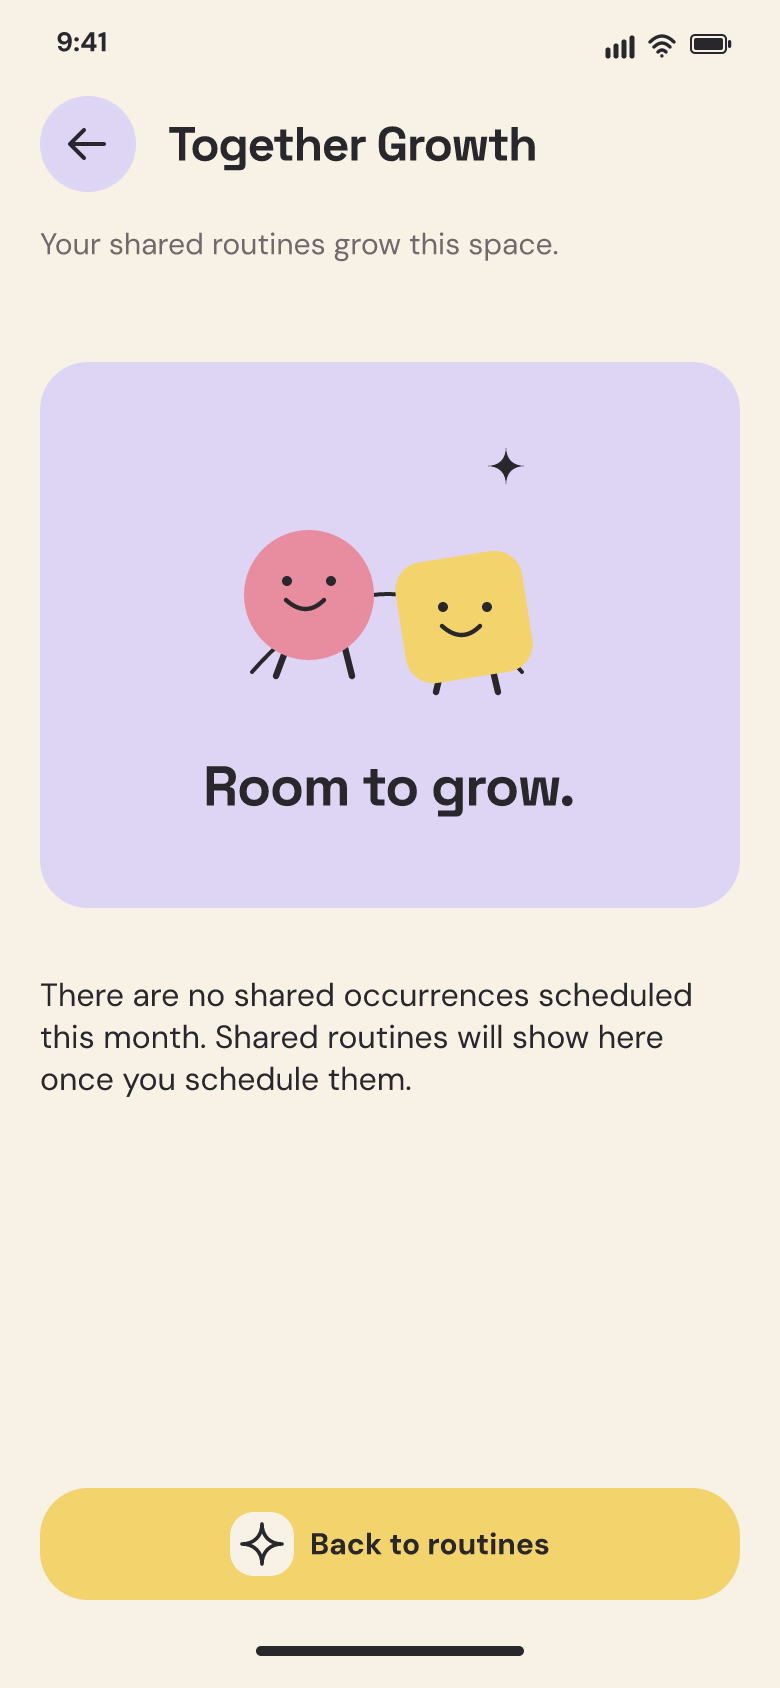 9:41
Together Growth
Your shared routines grow this space.
Room to grow.
There are no shared occurrences scheduled
this month. Shared routines will show here
once you schedule them.
Back to routines